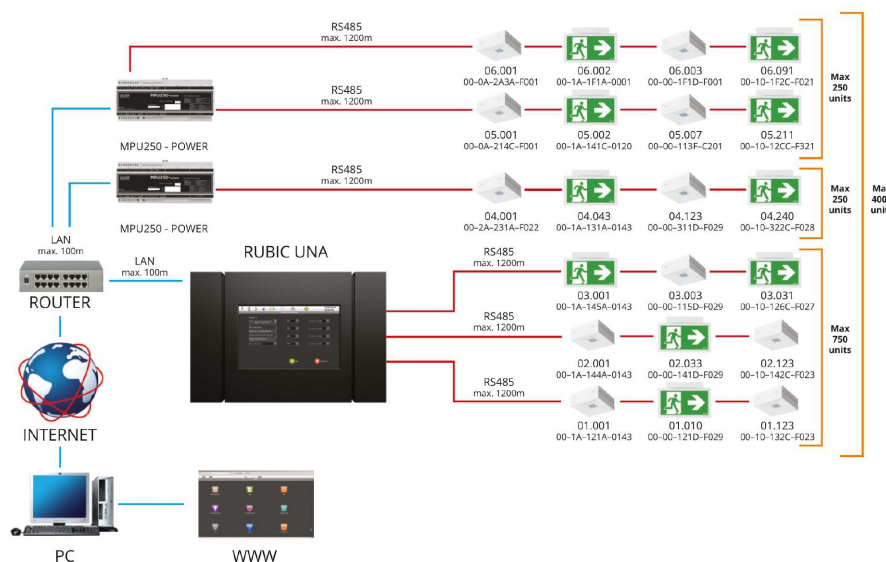 RS485
max. 1200m
06.001
00-0A-2A3A-F001
06.002
00-1A-1F1A-0001
06.003
00-00-1F1D-F001
06.091
00-10-1F2C-F021
MPU250 - POWER
RS485
max. 1200m
05.001
00-0A-214C-F001
05.002
00-1A-141C-0120
05.007
00-00-113F-C201
05.211
00-10-12CC-F321
Max
250
units
MPU250 - POWER
RS485
max. 1200m
04.001
00-2A-231A-F022
04.043
00-1A-131A-0143
04.123
00-00-311D-F029
04.240
00-10-322C-F028
Max
250
units
LAN
max. 100m
LAN
max. 100m
ROUTER
RUBIC UNA
RS485
max. 1200m
03.001
00-1A-145A-0143
03.003
00-00-115D-F029
03.031
00-10-126C-F027
RS485
max. 1200m
02.001
00-1A-144A-0143
02.033
00-00-141D-F029
02.123
00-10-142C-F023
RS485
max. 1200m
01.001
00-1A-121A-0143
01.010
00-00-121D-F029
01.123
00-10-132C-F023
Max
750
units
INTERNET
PC
WWW